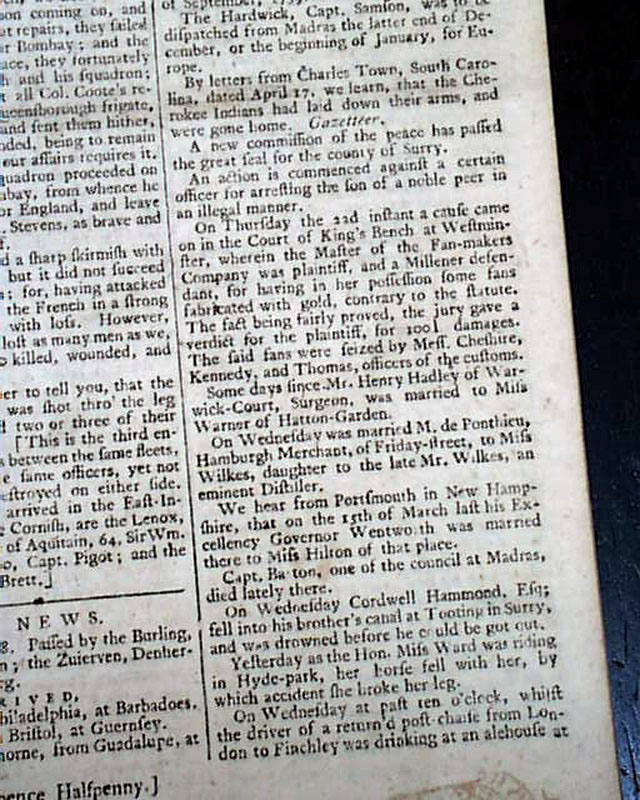 son coming on, and
at repairs, they sailed
r Bombay; and the
ace, they fortunately
h and his squadron;
t all Col. Coote's re-
ueensborough frigate,
and sent them hither,
nded, being to remain
our affairs requires it.
quadron proceeded on
bay, from whence he
or England, and leave
. Stevens, as brave and
d a sharp skirmish with
but it did not succeed
s; for, having attacked
the French in a strong
with loss. However,
lost as many men as we,
killed, wounded, and
er to tell you, that the
was shot thro' the leg
d two or three of their
[This is the third en-
s between the same fleets,
e same officers, yet not
estroyed on either side.
arrived in the East-In-
Cornish, are the Lenox,
of Aquitain, 64, Sir Wm.
o, Capt. Pigot; and the
Brett.]
NEWS.
g. Passed by the Burling,
n; the Zuierven, Denher-
g.
RIVED,
hiladelphia, at Barbadoes.
Bristol, at Guernsey.
horne, from Guadalupe, at
pence Halfpenny.]
of September,
The Hardwick, Capt. Samson, was to be
dispatched from Madras the latter end of De-
cember, or the beginning of January, for Eu-
rope.
By letters from Charles Town, South Caro-
lina, dated April 17, we learn, that the Che-
rokee Indians had laid down their arms, and
were gone home. Gazetteer.
A new commission of the peace has passed
the great seal for the county of Surry.
An action is commenced against a certain
officer for arresting the son of a noble peer in
an illegal manner.
On Thursday the 22d instant a cause came
on in the Court of King's Bench at Westmin-
ster, wherein the Master of the Fan-makers
Company was plaintiff, and a Millener defen-
dant, for having in her possession some fans
fabricated with gold, contrary to the statute.
The fact being fairly proved, the jury gave a
verdict for the plaintiff, for 100l damages.
The said fans were seized by Mess. Cheshire,
Kennedy, and Thomas, officers of the customs.
Some days since Mr. Henry Hadley of War-
wick-Court, Surgeon, was married to Miss
Warner of Hatton-Garden.
On Wednesday was married M. de Ponthieu,
Hamburgh Merchant, of Friday-street, to Miss
Wilkes, daughter to the late Mr. Wilkes, an
eminent Distiller.
We hear from Portsmouth in New Hamp-
shire, that on the 15th of March last his Ex-
cellency Governor Wentworth was married
there to Miss Hilton of that place.
Capt. Barton, one of the council at Madras,
died lately there.
On Wednesday Cordwell Hammond, Esq;
fell into his brother's canal at Tooting in Surry,
and was drowned before he could be got out.
Yesterday as the Hon. Miss Ward was riding
in Hyde-park, her horse fell with her, by
which accident she broke her leg.
On Wednesday at past ten o'clock, whilst
the driver of a return'd post-chaise from Lon-
don to Finchley was drinking at an alehouse at